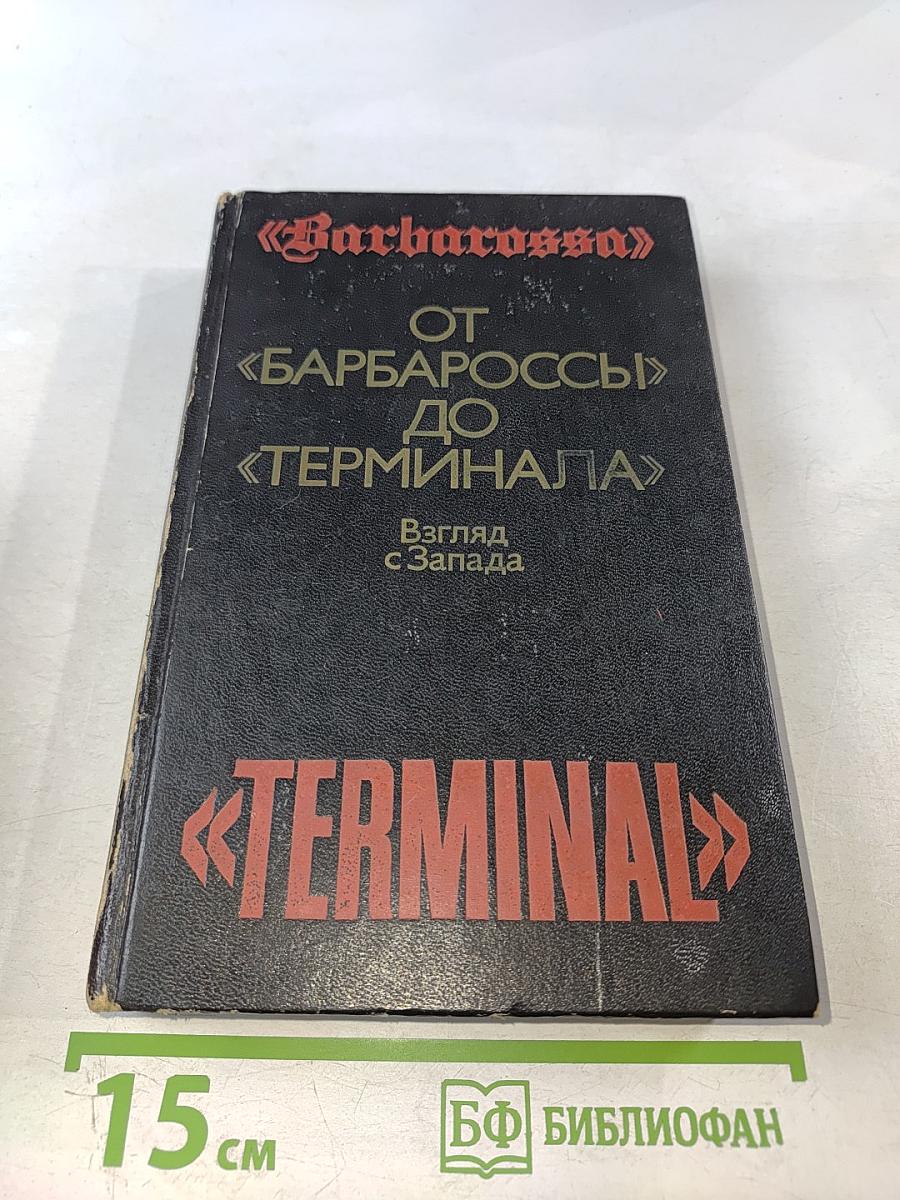 «Barbarossa»
ОТ
«БАРБАРОССЫ»
ДО
«ТЕРМИНАЛА»
Взгляд
с Запада
«TERMINAL»
15 см
БФ БИБЛИОФАН